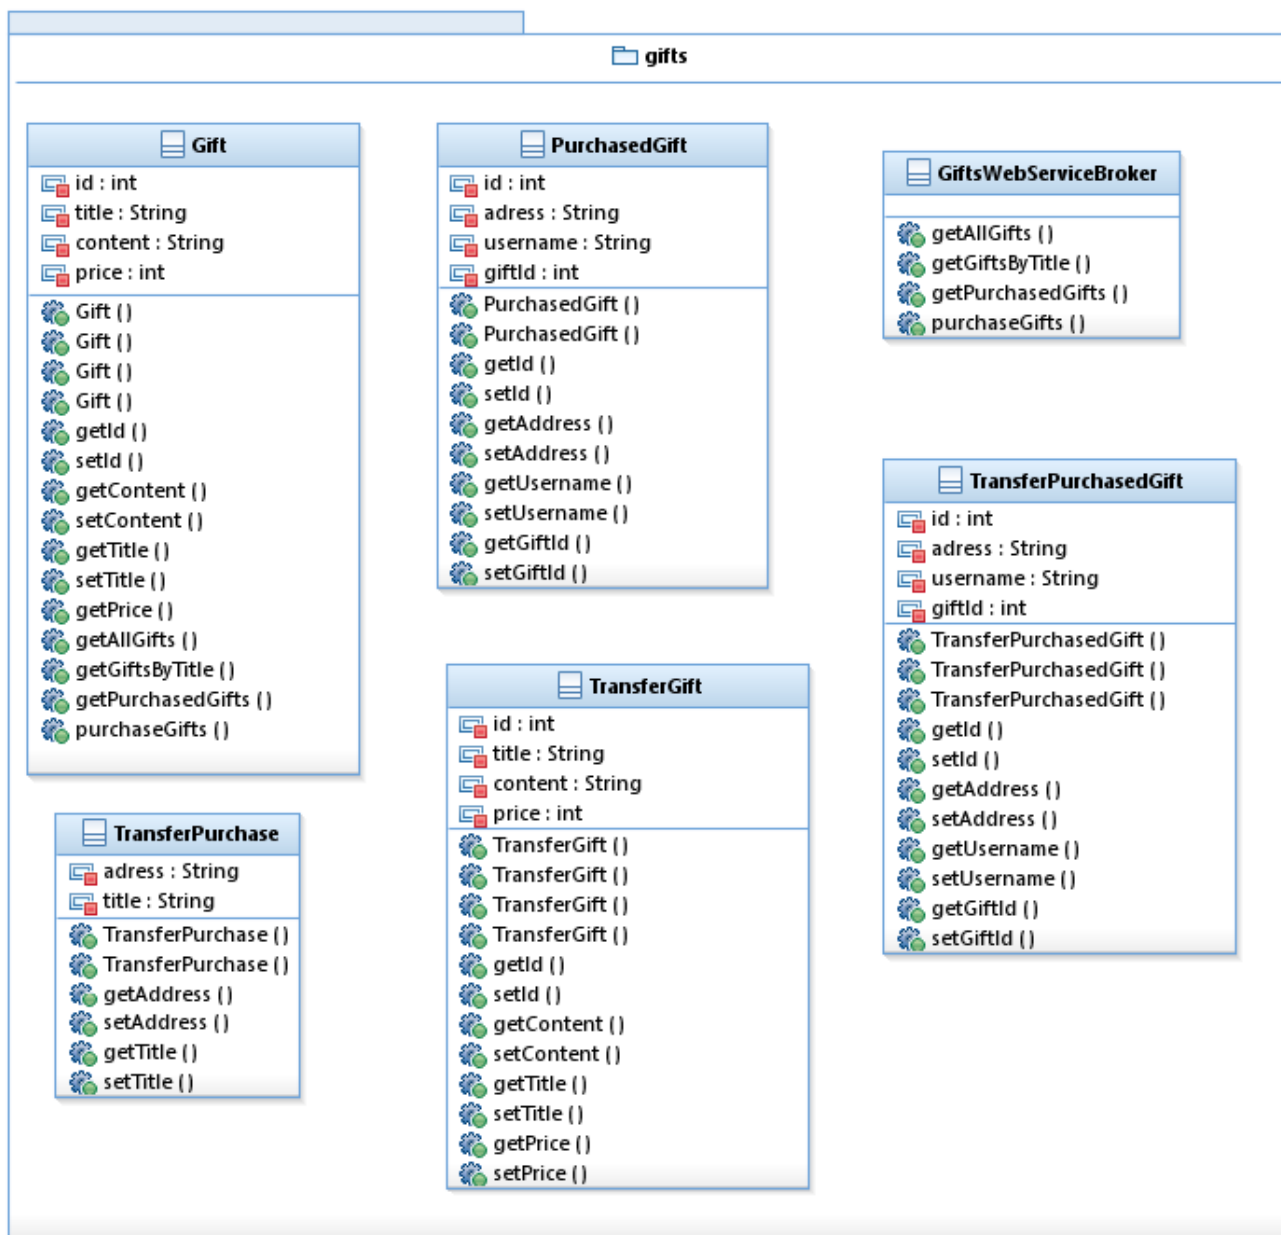 gifts
Gift
id : int
title : String
content : String
price : int
Gift ( )
Gift ( )
Gift ( )
Gift ( )
getId ( )
setId ( )
getContent ( )
setContent ( )
getTitle ( )
setTitle ( )
getPrice ( )
getAllGifts ( )
getGiftsByTitle ( )
getPurchasedGifts ( )
purchaseGifts ( )
PurchasedGift
id : int
adress : String
username : String
giftId : int
PurchasedGift ( )
PurchasedGift ( )
getId ( )
setId ( )
getAddress ( )
setAddress ( )
getUsername ( )
setUsername ( )
getGiftId ( )
setGiftId ( )
GiftsWebServiceBroker
getAllGifts ( )
getGiftsByTitle ( )
getPurchasedGifts ( )
purchaseGifts ( )
TransferPurchasedGift
id : int
adress : String
username : String
giftId : int
TransferPurchasedGift ( )
TransferPurchasedGift ( )
TransferPurchasedGift ( )
getId ( )
setId ( )
getAddress ( )
setAddress ( )
getUsername ( )
setUsername ( )
getGiftId ( )
setGiftId ( )
TransferGift
id : int
title : String
content : String
price : int
TransferGift ( )
TransferGift ( )
TransferGift ( )
TransferGift ( )
getId ( )
setId ( )
getContent ( )
setContent ( )
getTitle ( )
setTitle ( )
getPrice ( )
setPrice ( )
TransferPurchase
adress : String
title : String
TransferPurchase ( )
TransferPurchase ( )
getAddress ( )
setAddress ( )
getTitle ( )
setTitle ( )